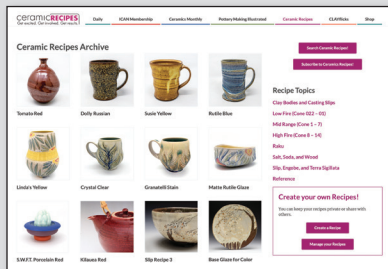 ceramicRECIPES
Get excited. Get involved. Get results.
Daily
ICAN Membership
Ceramics Monthly
Pottery Making Illustrated
Ceramic Recipes
CLAYflicks
Shop
Ceramic Recipes Archive
Tomato Red
Dolly Russian
Susie Yellow
Rutile Blue
Linda's Yellow
Crystal Clear
Granatelli Stain
Matte Rutile Glaze
S.W.F.T. Porcelain Red
Kilauea Red
Slip Recipe 3
Base Glaze for Color
Search Ceramic Recipes!
Subscribe to Ceramic Recipes!
Recipe Topics
Clay Bodies and Casting Slips
Low Fire (Cone 022 – 01)
Mid Range (Cone 1 – 7)
High Fire (Cone 8 – 14)
Raku
Salt, Soda, and Wood
Slip, Engobe, and Terra Sigillata
Reference
Create your own Recipes!
You can keep your recipes private or share with
others.
Create a Recipe
Manage your Recipes